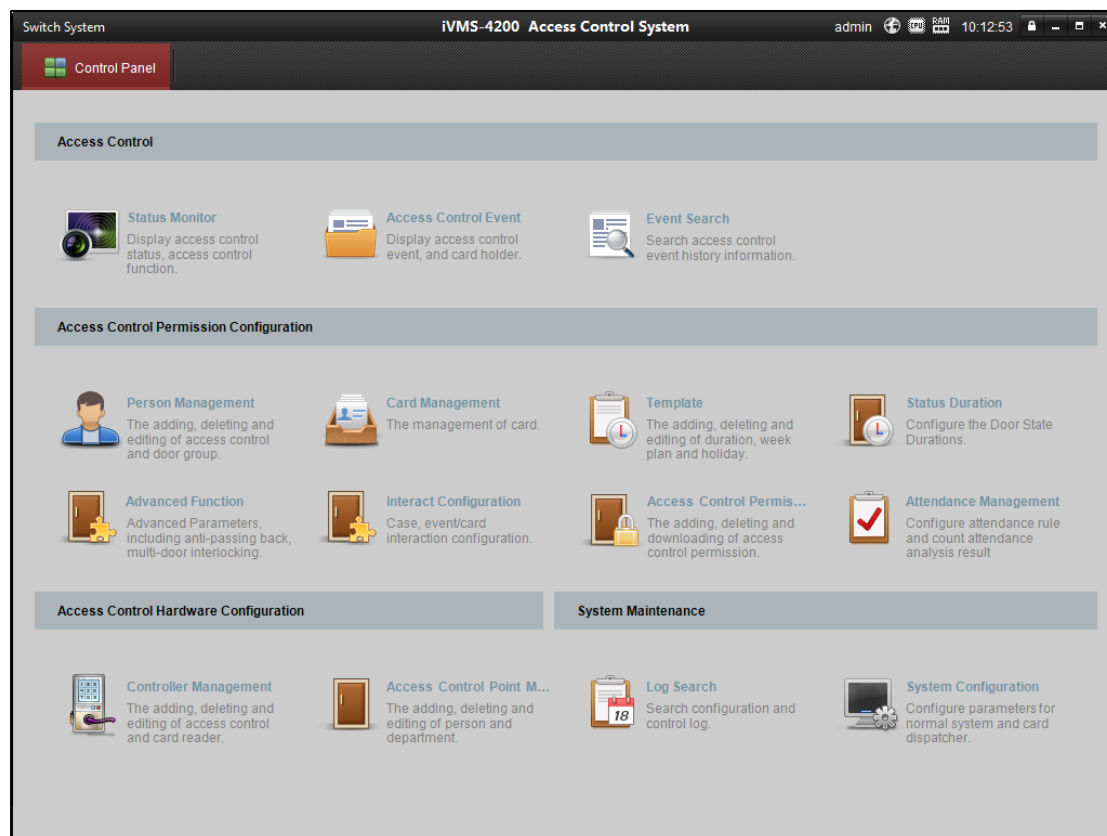 Switch System
iVMS-4200 Access Control System
admin
CPU
RAM
10:12:53
Control Panel
Access Control
Status Monitor
Display access control
status, access control
function.
Access Control Event
Display access control
event, and card holder.
Event Search
Search access control
event history information.
Access Control Permission Configuration
Person Management
The adding, deleting and
editing of access control
and door group.
Card Management
The management of card.
Template
The adding, deleting and
editing of duration, week
plan and holiday.
Status Duration
Configure the Door State
Durations.
Advanced Function
Advanced Parameters,
including anti-passing back,
multi-door interlocking.
Interact Configuration
Case, event/card
interaction configuration.
Access Control Permis...
The adding, deleting and
downloading of access
control permission.
Attendance Management
Configure attendance rule
and count attendance
analysis result
Access Control Hardware Configuration
Controller Management
The adding, deleting and
editing of access control
and card reader.
Access Control Point M...
The adding, deleting and
editing of person and
department.
System Maintenance
18
Log Search
Search configuration and
control log.
System Configuration
Configure parameters for
normal system and card
dispatcher.